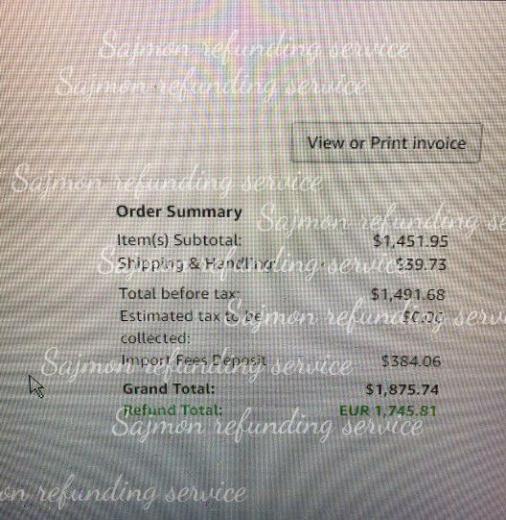 Sajmon refunding service
Sajmon refunding service
View or Print invoice
Sajmon refunding service
Order Summary
Sajmon refunding se
Item(s) Subtotal: $1,451.95
Shipping & Handling: $39.73
Sajmon refunding service
Total before tax: $1,491.68
Estimated tax to be $0.00
Sajmon refunding servi
collected:
Import Fees Deposit $384.06
Sajmon refunding service
Grand Total: $1,875.74
Refund Total: EUR 1,745.81
Sajmon refunding service
on refunding service